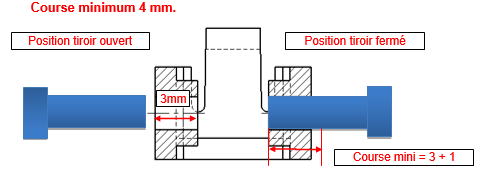 Course minimum 4 mm.
Position tiroir ouvert
Position tiroir fermé
3mm
Course mini = 3 + 1